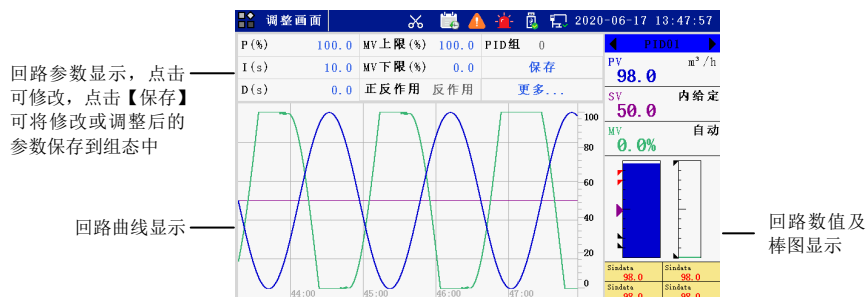 调整画面 2020-06-17 13:47:57
P(%) 100.0 MV上限(%) 100.0 PID组 0
I(s) 10.0 MV下限(%) 0.0 保存
D(s) 0.0 正反作用 反作用 更多...
PID01
PV m³/h
98.0
SV 内给定
50.0
MV 自动
0.0%
100
80
60
40
20
0
44:00 45:00 46:00 47:00
Sindata Sindata
98.0 98.0
Sindata Sindata
98.0 98.0
回路参数显示，点击
可修改，点击【保存】
可将修改或调整后的
参数保存到组态中
回路曲线显示
回路数值及
棒图显示